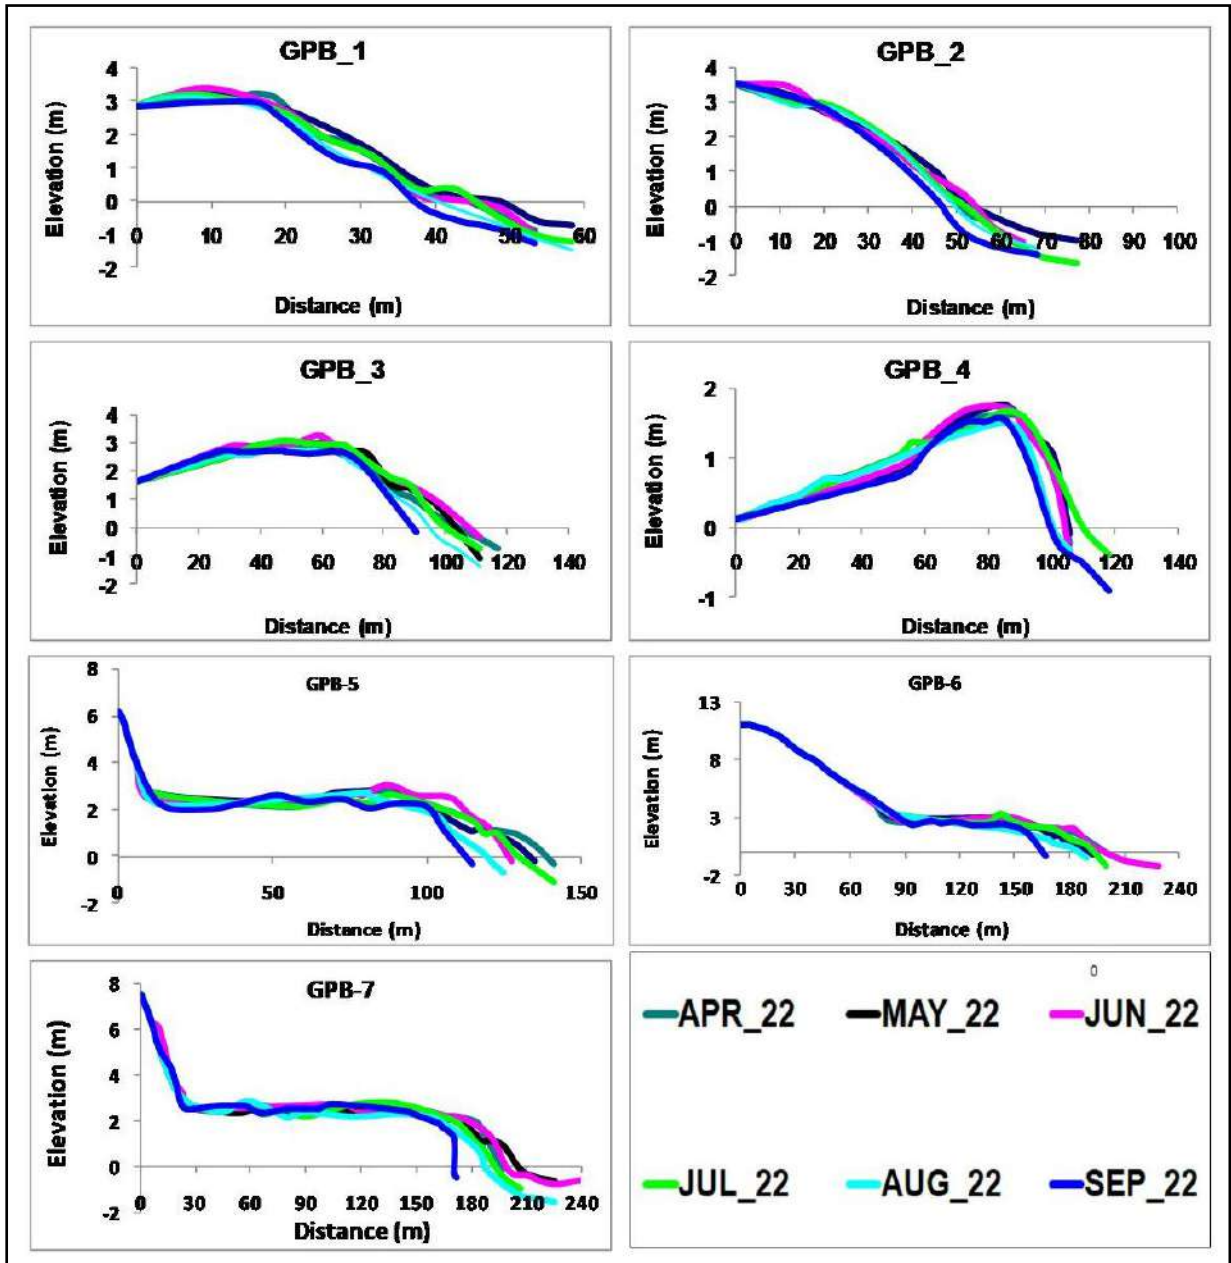 GPB_1
4
3
2
1
0
-1
-2
0 10 20 30 40 50 60
Elevation (m)
Distance (m)
GPB_2
4
3
2
1
0
-1
-2
0 10 20 30 40 50 60 70 80 90 100
Elevation (m)
Distance (m)
GPB_3
4
3
2
1
0
-1
-2
0 20 40 60 80 100 120 140
Elevation (m)
Distance (m)
GPB_4
2
1
0
-1
0 20 40 60 80 100 120 140
Elevation (m)
Distance (m)
GPB-5
8
6
4
2
0
-2
0 50 100 150
Elevation (m)
Distance (m)
GPB-6
13
8
3
-2
0 30 60 90 120 150 180 210 240
Elevation (m)
Distance (m)
GPB-7
8
6
4
2
0
-2
0 30 60 90 120 150 180 210 240
Elevation (m)
Distance (m)
0
APR_22 MAY_22 JUN_22
JUL_22 AUG_22 SEP_22